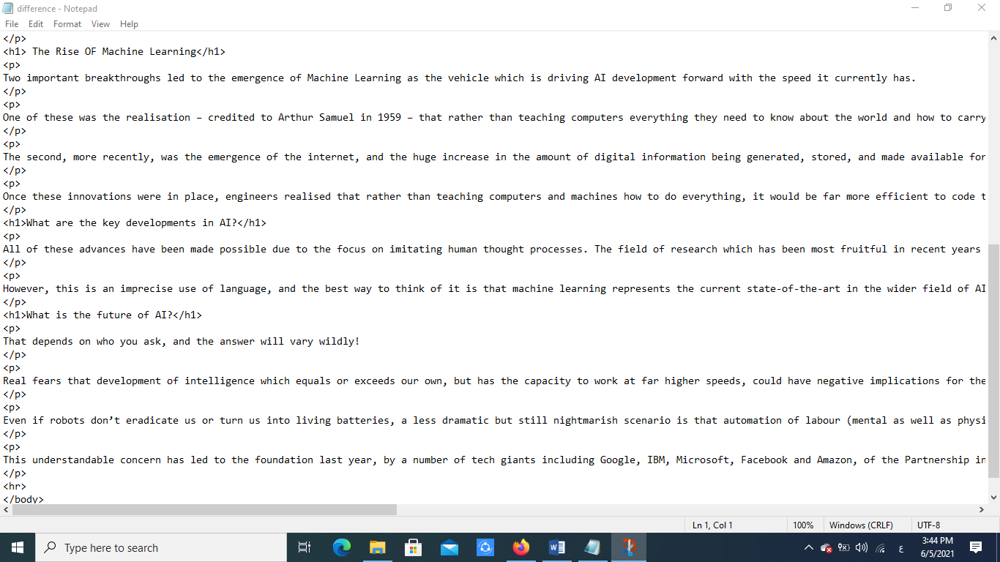 difference - Notepad
File Edit Format View Help
</p>
<h1> The Rise OF Machine Learning</h1>
<p>
Two important breakthroughs led to the emergence of Machine Learning as the vehicle which is driving AI development forward with the speed it currently has.
</p>
<p>
One of these was the realisation – credited to Arthur Samuel in 1959 – that rather than teaching computers everything they need to know about the world and how to carry
</p>
<p>
The second, more recently, was the emergence of the internet, and the huge increase in the amount of digital information being generated, stored, and made available for
</p>
<p>
Once these innovations were in place, engineers realised that rather than teaching computers and machines how to do everything, it would be far more efficient to code t
</p>
<h1>What are the key developments in AI?</h1>
<p>
All of these advances have been made possible due to the focus on imitating human thought processes. The field of research which has been most fruitful in recent years
</p>
<p>
However, this is an imprecise use of language, and the best way to think of it is that machine learning represents the current state-of-the-art in the wider field of AI
</p>
<h1>What is the future of AI?</h1>
<p>
That depends on who you ask, and the answer will vary wildly!
</p>
<p>
Real fears that development of intelligence which equals or exceeds our own, but has the capacity to work at far higher speeds, could have negative implications for the
</p>
<p>
Even if robots don’t eradicate us or turn us into living batteries, a less dramatic but still nightmarish scenario is that automation of labour (mental as well as physi
</p>
<p>
This understandable concern has led to the foundation last year, by a number of tech giants including Google, IBM, Microsoft, Facebook and Amazon, of the Partnership in
</p>
<hr>
</body>
Ln 1, Col 1 100% Windows (CRLF) UTF-8
Type here to search
ع
3:44 PM
6/5/2021